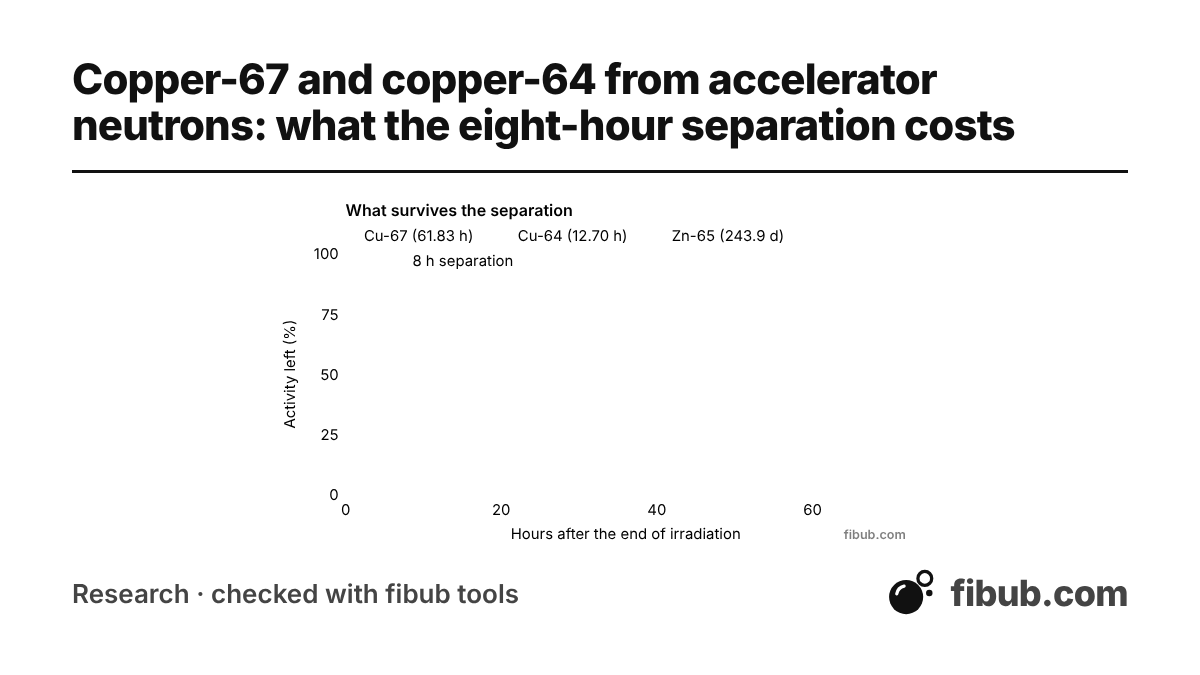 Copper-67 and copper-64 from accelerator
neutrons: what the eight-hour separation costs
What survives the separation
Cu-67 (61.83 h) Cu-64 (12.70 h) Zn-65 (243.9 d)
8 h separation
100
75
50
25
0
Activity left (%)
0 20 40 60
Hours after the end of irradiation
fibub.com
Research · checked with fibub tools
fibub.com